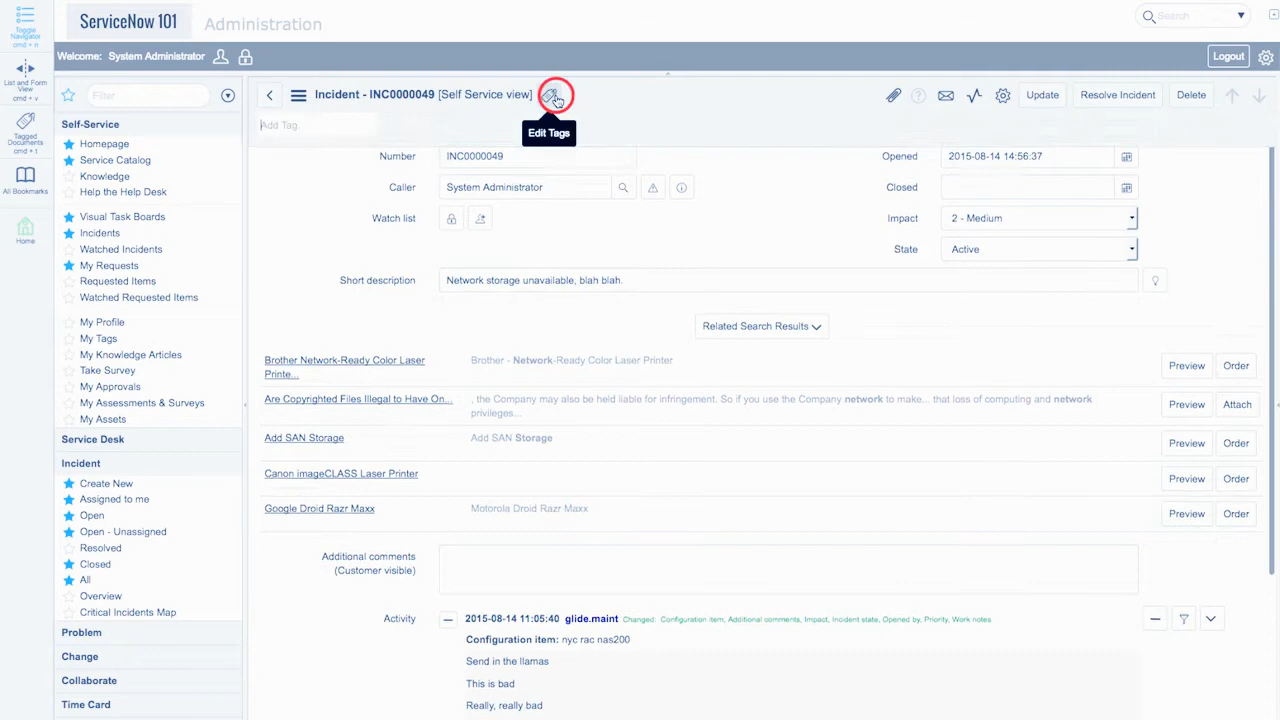 Toggle
Navigator
cmd + n
List and Form
View
cmd + v
Tagged
Documents
cmd + t
All Bookmarks
Home
ServiceNow 101
Administration
Search
Welcome: System Administrator
Logout
Filter
Self-Service
Homepage
Service Catalog
Knowledge
Help the Help Desk
Visual Task Boards
Incidents
Watched Incidents
My Requests
Requested Items
Watched Requested Items
My Profile
My Tags
My Knowledge Articles
Take Survey
My Approvals
My Assessments & Surveys
My Assets
Service Desk
Incident
Create New
Assigned to me
Open
Open - Unassigned
Resolved
Closed
All
Overview
Critical Incidents Map
Problem
Change
Collaborate
Time Card
Incident - INC0000049 [Self Service view]
Update
Resolve Incident
Delete
Add Tag.
Edit Tags
Number INC0000049
Opened 2015-08-14 14:56:37
Caller System Administrator
Closed
Watch list
Impact 2 - Medium
State Active
Short description Network storage unavailable, blah blah.
Related Search Results
Brother Network-Ready Color Laser
Printe...
Brother - Network-Ready Color Laser Printer
Preview Order
Are Copyrighted Files Illegal to Have On...
, the Company may also be held liable for infringement. So if you use the Company network to make... that loss of computing and network
privileges...
Preview Attach
Add SAN Storage
Add SAN Storage
Preview Order
Canon imageCLASS Laser Printer
Preview Order
Google Droid Razr Maxx
Motorola Droid Razr Maxx
Preview Order
Additional comments
(Customer visible)
Activity
2015-08-14 11:05:40 glide.maint Changed: Configuration item, Additional comments, Impact, Incident state, Opened by, Priority, Work notes
Configuration item: nyc rac nas200
Send in the llamas
This is bad
Really, really bad